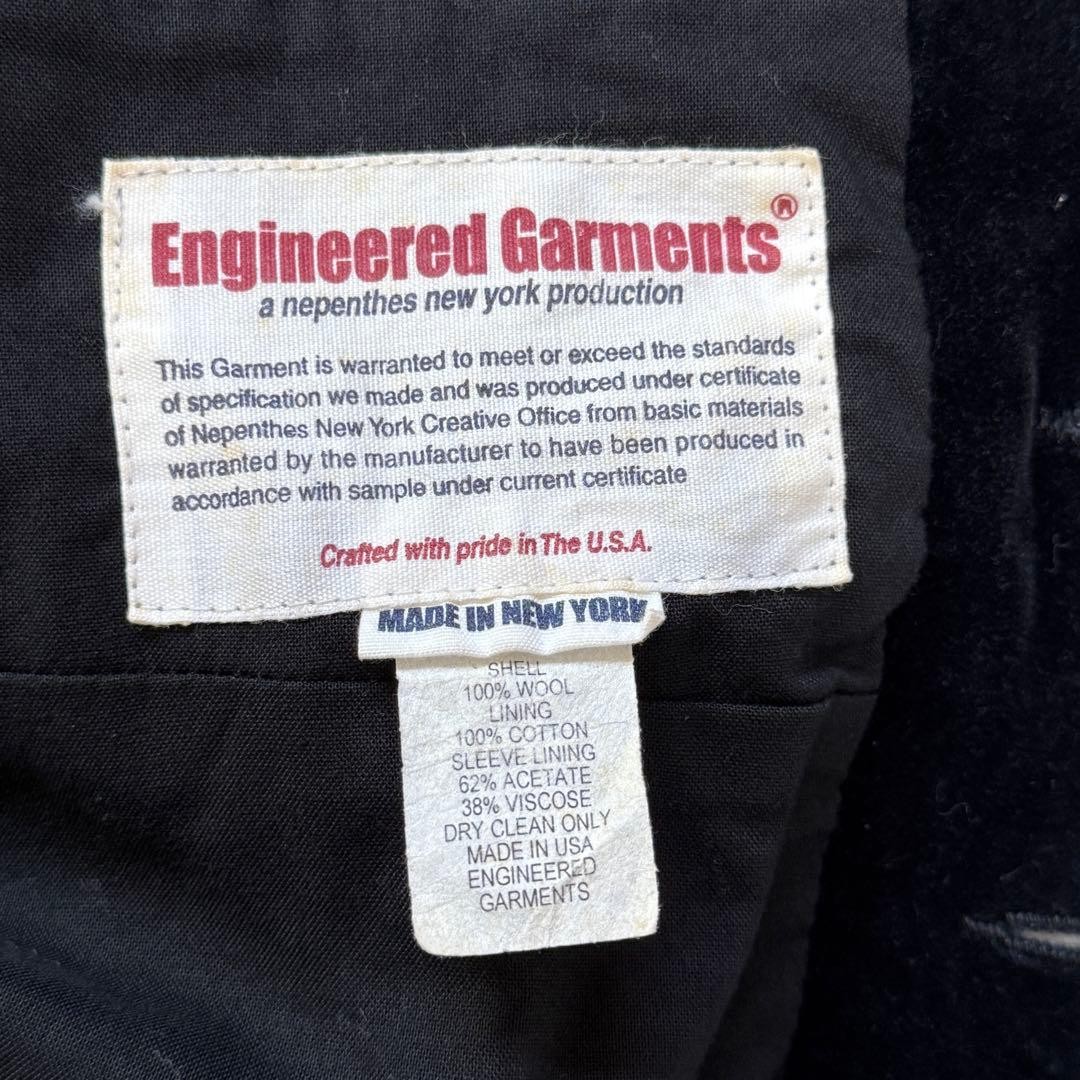 Engineered Garments®
a nepenthes new york production
This Garment is warranted to meet or exceed the standards
of specification we made and was produced under certificate
of Nepenthes New York Creative Office from basic materials
warranted by the manufacturer to have been produced in
accordance with sample under current certificate
Crafted with pride in The U.S.A.
MADE IN NEW YORK
SHELL
100% WOOL
LINING
100% COTTON
SLEEVE LINING
62% ACETATE
38% VISCOSE
DRY CLEAN ONLY
MADE IN USA
ENGINEERED
GARMENTS